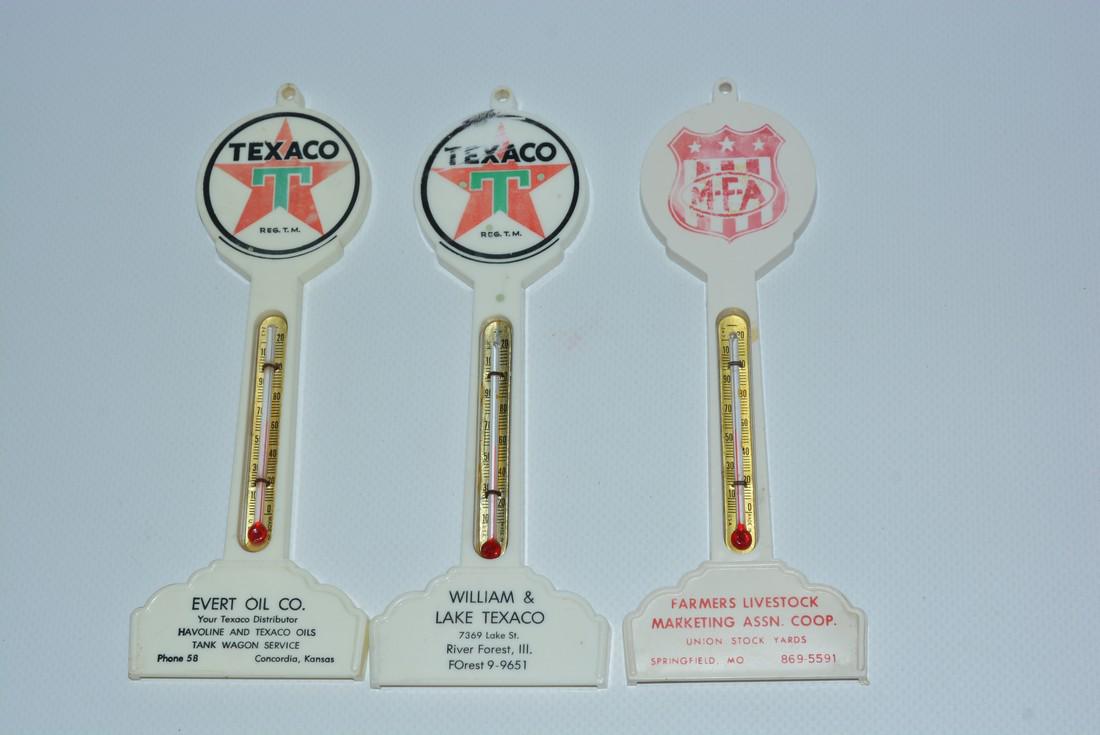 TEXACO
T
REG. T. M.
EVERT OIL CO.
Your Texaco Distributor
HAVOLINE AND TEXACO OILS
TANK WAGON SERVICE
Phone 58 Concordia, Kansas
TEXACO
T
REG. T. M.
WILLIAM &
LAKE TEXACO
7369 Lake St.
River Forest, Ill.
FOrest 9-9651
M-F-A
FARMERS LIVESTOCK
MARKETING ASSN. COOP.
UNION STOCK YARDS
SPRINGFIELD, MO 869-5591